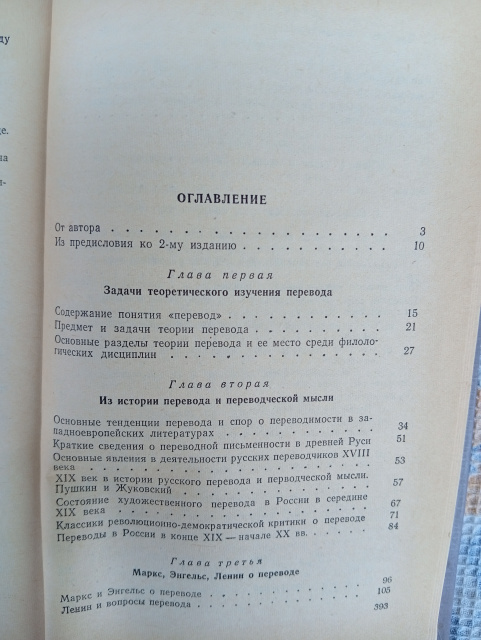 ду
де.
на
ОГЛАВЛЕНИЕ
От автора 3
Из предисловия ко 2-му изданию 10
Глава первая
Задачи теоретического изучения перевода
Содержание понятия «перевод» 15
Предмет и задачи теории перевода 21
Основные разделы теории перевода и ее место среди филоло-
гических дисциплин 27
Глава вторая
Из истории перевода и переводческой мысли
Основные тенденции перевода и спор о переводимости в за-
падноевропейских литературах 34
Краткие сведения о переводной письменности в древней Руси 51
Основные явления в деятельности русских переводчиков XVIII
века 53
XIX век в истории русского перевода и перводческой мысли.
Пушкин и Жуковский 57
Состояние художественного перевода в России в середине
XIX века 67
Классики революционно-демократической критики о переводе 71
Переводы в России в конце XIX — начале XX вв. 84
Глава третья
Маркс, Энгельс, Ленин о переводе
Маркс и Энгельс о переводе 96
Ленин и вопросы перевода 105
393